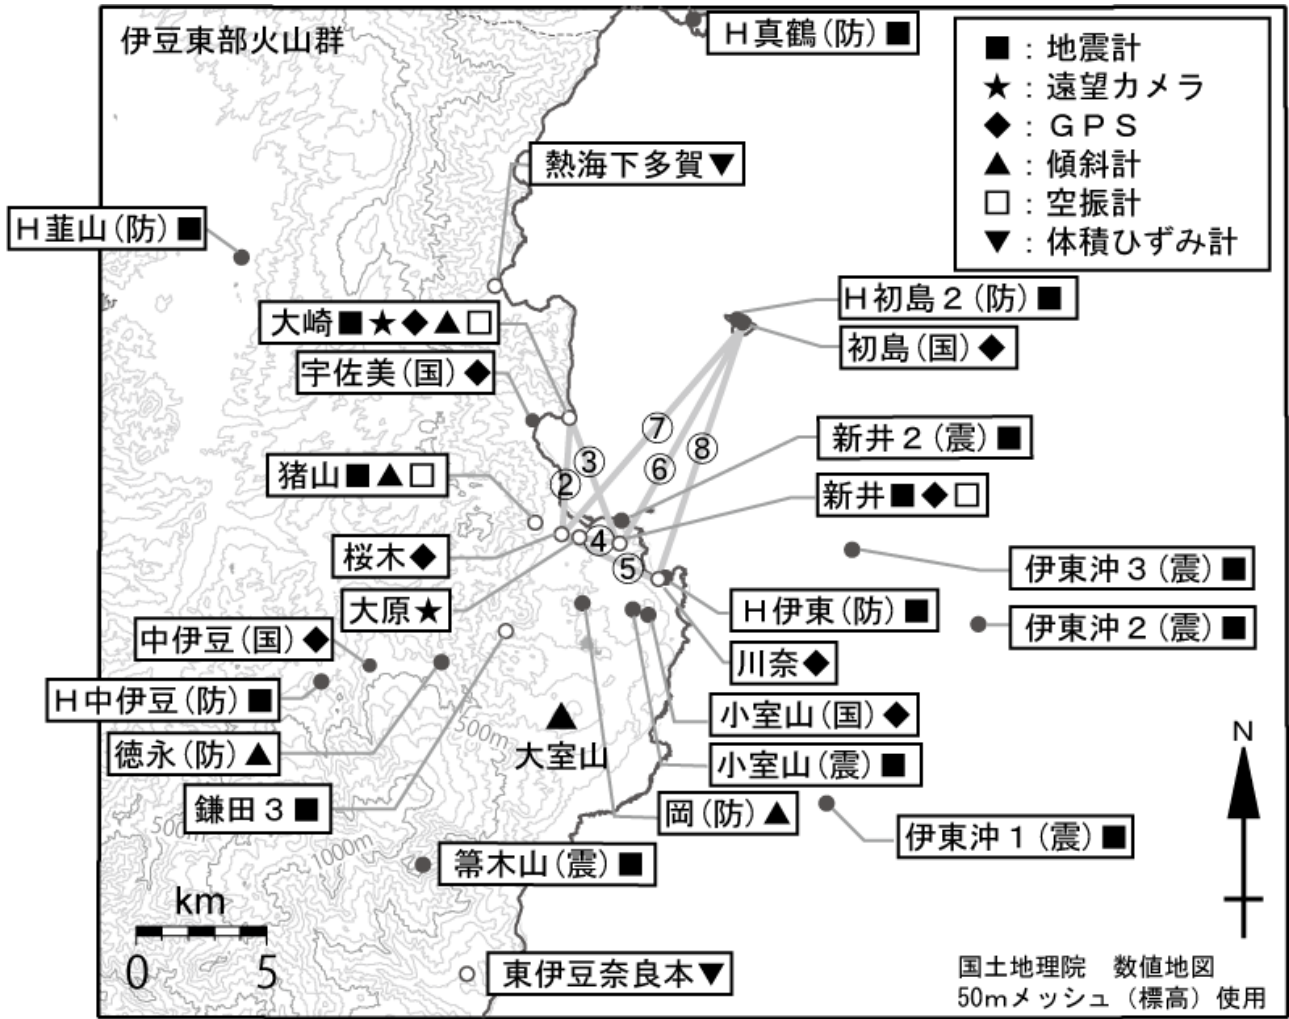 伊豆東部火山群
H真鶴(防)■
■：地震計
★：遠望カメラ
◆：GPS
▲：傾斜計
□：空振計
▼：体積ひずみ計
熱海下多賀▼
H韮山(防)■
H初島2(防)■
大崎■★◆▲□
初島(国)◆
宇佐美(国)◆
⑦
⑧
新井2(震)■
③
⑥
猪山■▲□
②
新井■◆□
桜木◆
④
⑤
伊東沖3(震)■
大原★
H伊東(防)■
伊東沖2(震)■
中伊豆(国)◆
川奈◆
H中伊豆(防)■
小室山(国)◆
500m
大室山
徳永(防)▲
小室山(震)■
N
鎌田3■
岡(防)▲
500m
1000m
伊東沖1(震)■
箒木山(震)■
km
0 5
東伊豆奈良本▼
国土地理院 数値地図
50mメッシュ（標高）使用